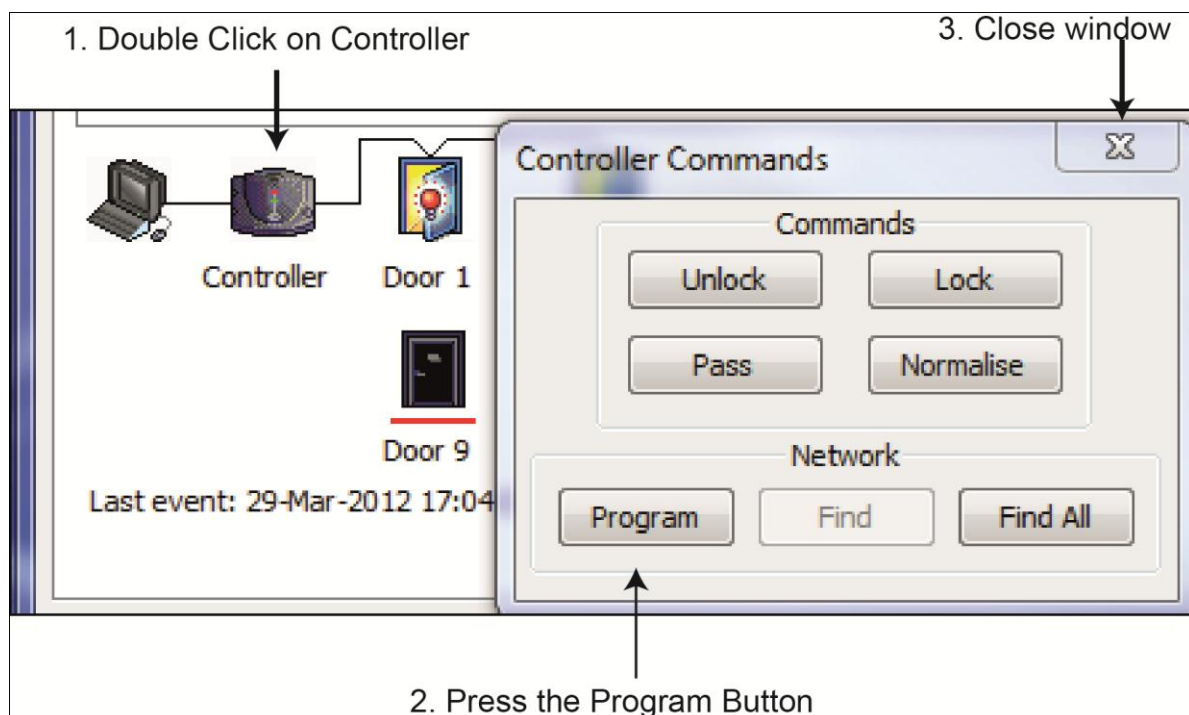 1. Double Click on Controller
3. Close window
Controller Commands
Commands
Unlock
Lock
Controller
Door 1
Pass
Normalise
Door 9
Network
Last event: 29-Mar-2012 17:04
Program
Find
Find All
2. Press the Program Button